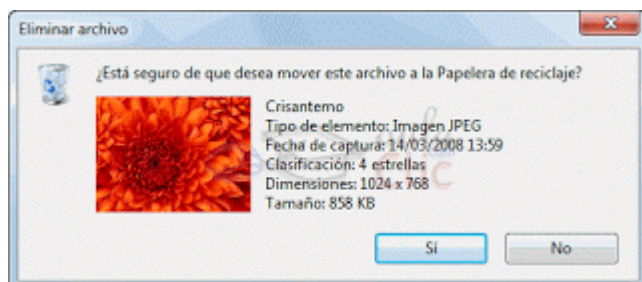 Eliminar archivo
¿Está seguro de que desea mover este archivo a la Papelera de reciclaje?
Crisantemo
Tipo de elemento: Imagen JPEG
Fecha de captura: 14/03/2008 13:59
Clasificación: 4 estrellas
Dimensiones: 1024 x 768
Tamaño: 858 KB
Sí
No